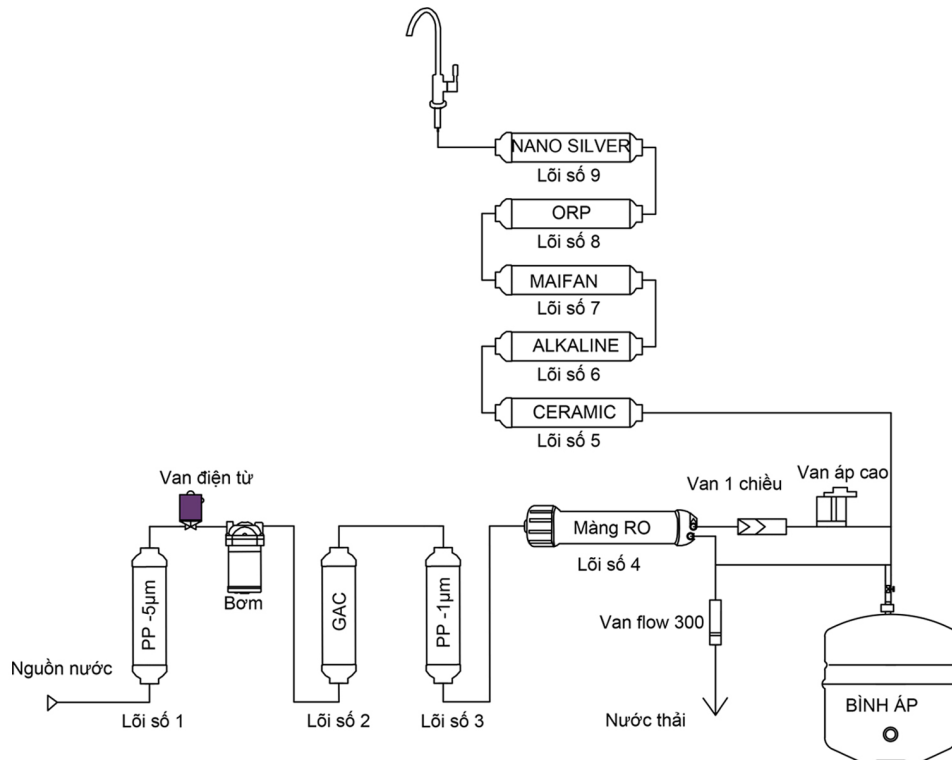 NANO SILVER
Lõi số 9
ORP
Lõi số 8
MAIFAN
Lõi số 7
ALKALINE
Lõi số 6
CERAMIC
Lõi số 5
Van điện từ
Van 1 chiều
Van áp cao
Màng RO
Lõi số 4
Bơm
PP -5µm
GAC
PP -1µm
Van flow 300
Nguồn nước
Lõi số 1
Lõi số 2
Lõi số 3
Nước thải
BÌNH ÁP